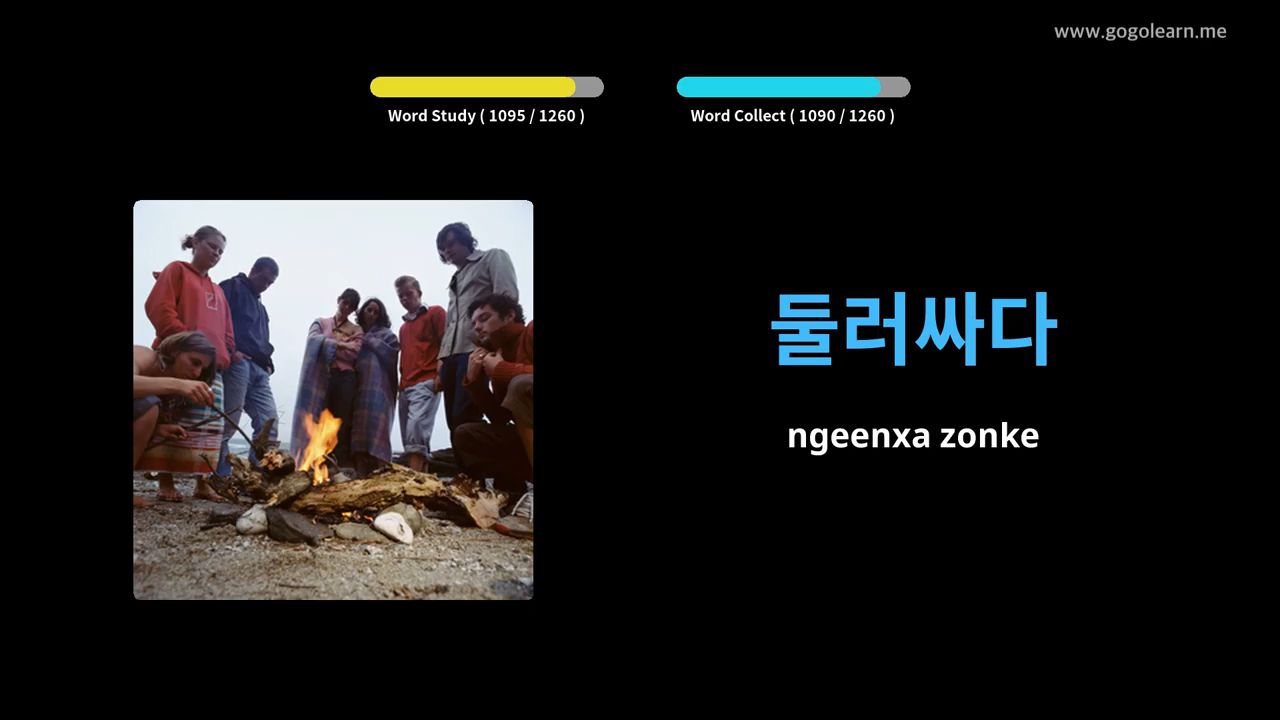 www.gogolearn.me
Word Study ( 1095 / 1260 )
Word Collect ( 1090 / 1260 )
둘러싸다
ngeenxa zonke